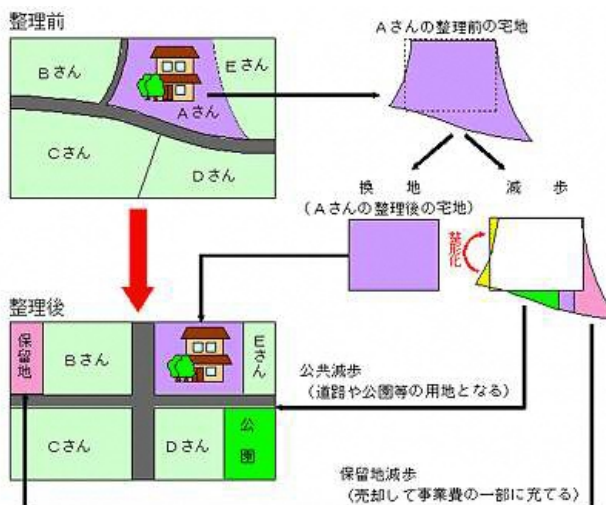 整理前
Aさんの整理前の宅地
Bさん
Eさん
Aさん
Cさん
Dさん
換地
減歩
(Aさんの整理後の宅地)
整形化
整理後
保留地
Bさん
Eさん
公共減歩
(道路や公園等の用地となる)
Cさん
Dさん
公園
保留地減歩
(売却して事業費の一部に充てる)